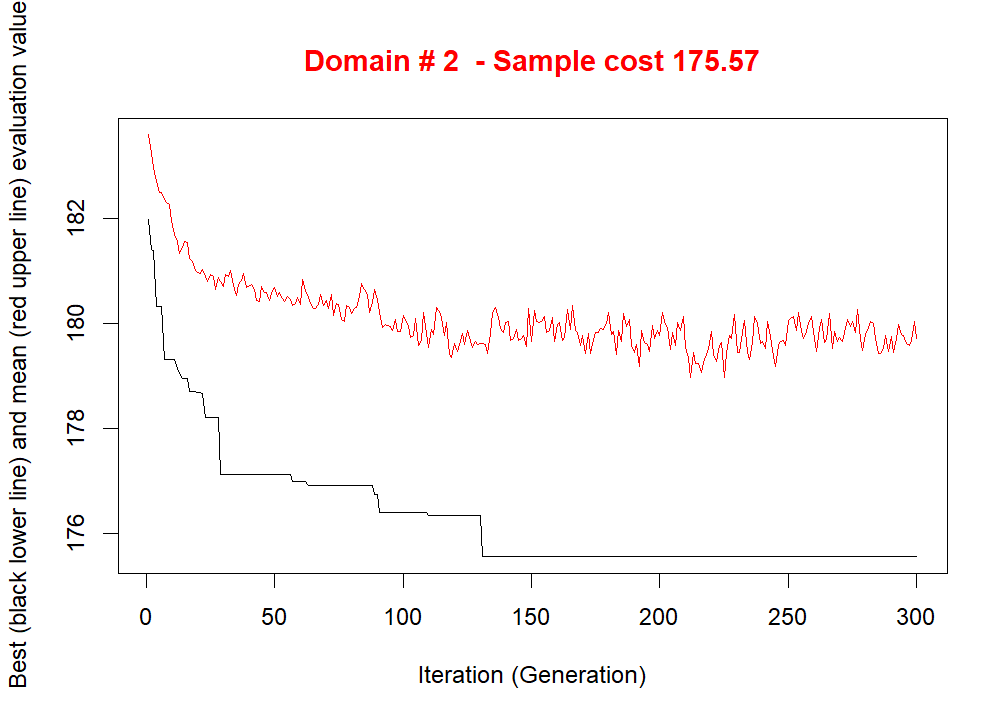 Domain # 2  - Sample cost 175.57
Best (black lower line) and mean (red upper line) evaluation value
182
180
178
176
0 50 100 150 200 250 300
Iteration (Generation)